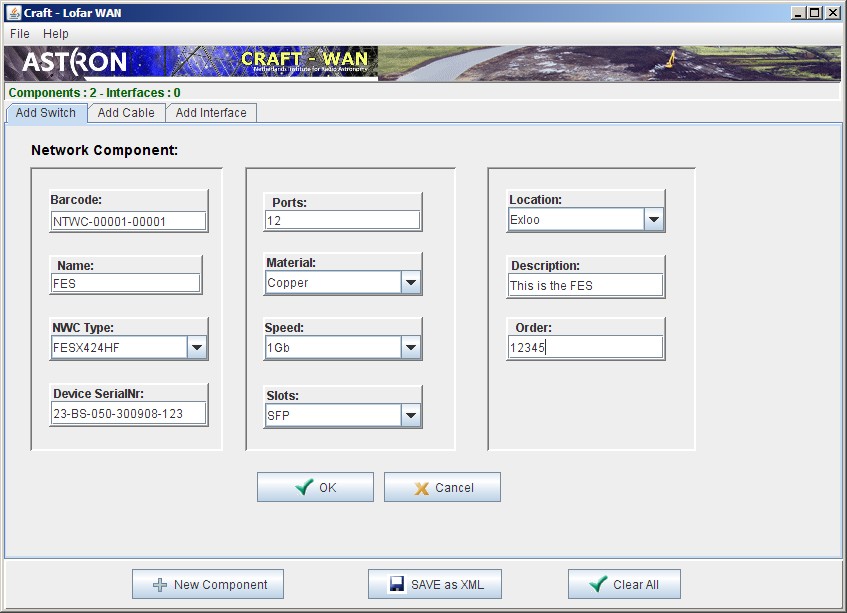 Craft - Lofar WAN
File Help
ASTRON
CRAFT - WAN
Netherlands Institute for Radio Astronomy
Components : 2 - Interfaces : 0
Add Switch Add Cable Add Interface
Network Component:
Barcode:
NTWC-00001-00001
Name:
FES
NWC Type:
FESX424HF
Device SerialNr:
23-BS-050-300908-123
Ports:
12
Material:
Copper
Speed:
1Gb
Slots:
SFP
Location:
Exloo
Description:
This is the FES
Order:
12345
OK Cancel
New Component SAVE as XML Clear All